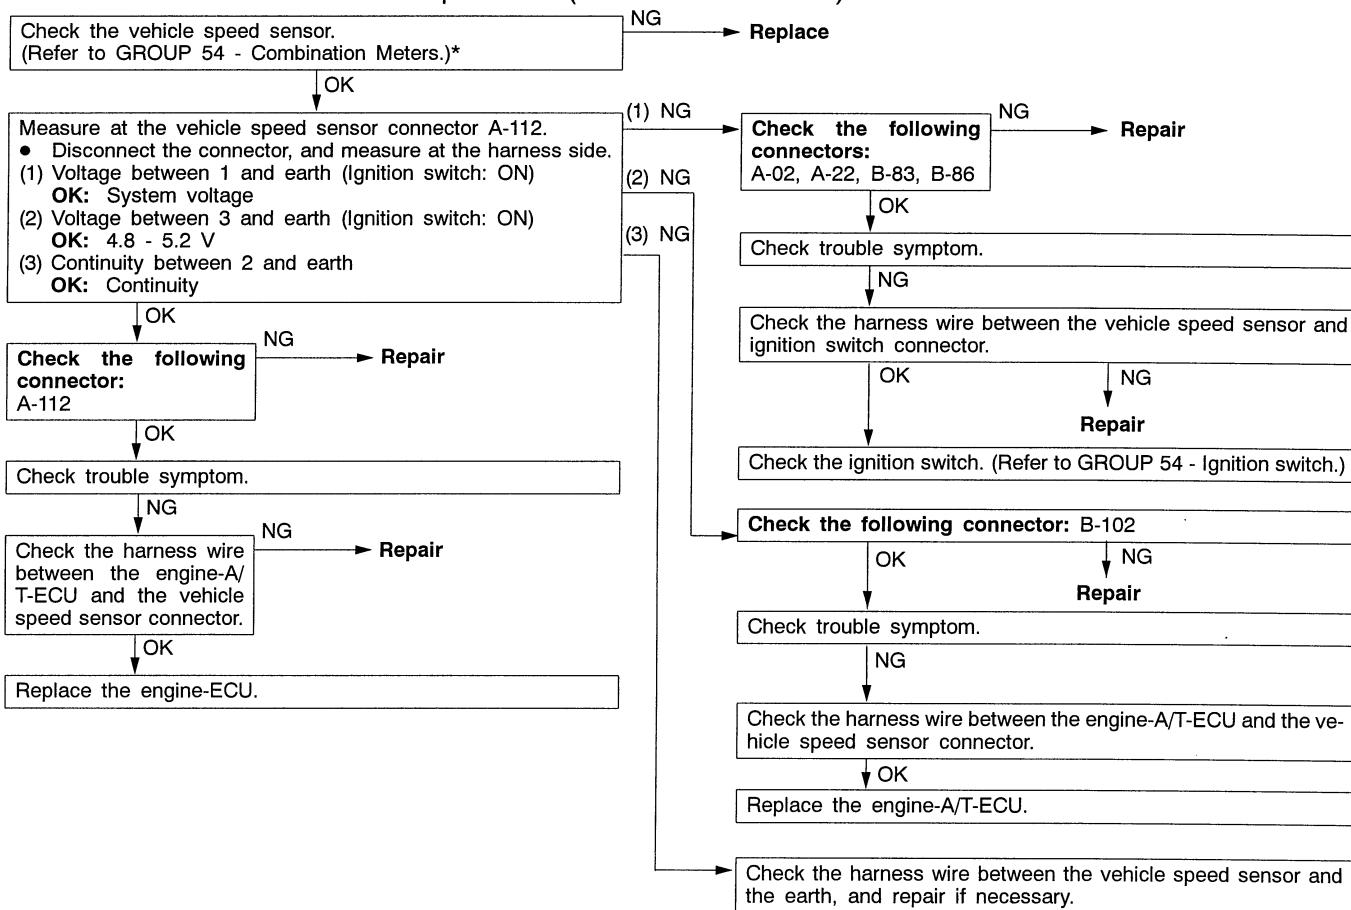 Check the vehicle speed sensor.
(Refer to GROUP 54 - Combination Meters.)*
NG
Replace
OK
Measure at the vehicle speed sensor connector A-112.
● Disconnect the connector, and measure at the harness side.
(1) Voltage between 1 and earth (Ignition switch: ON)
OK: System voltage
(2) Voltage between 3 and earth (Ignition switch: ON)
OK: 4.8 - 5.2 V
(3) Continuity between 2 and earth
OK: Continuity
(1) NG
(2) NG
(3) NG
OK
Check the following
connector:
A-112
NG
Repair
OK
Check trouble symptom.
NG
Check the harness wire
between the engine-A/
T-ECU and the vehicle
speed sensor connector.
NG
Repair
OK
Replace the engine-ECU.
Check the following
connectors:
A-02, A-22, B-83, B-86
NG
Repair
OK
Check trouble symptom.
NG
Check the harness wire between the vehicle speed sensor and
ignition switch connector.
OK
NG
Repair
Check the ignition switch. (Refer to GROUP 54 - Ignition switch.)
Check the following connector: B-102
OK
NG
Repair
Check trouble symptom.
NG
Check the harness wire between the engine-A/T-ECU and the ve-
hicle speed sensor connector.
OK
Replace the engine-A/T-ECU.
Check the harness wire between the vehicle speed sensor and
the earth, and repair if necessary.